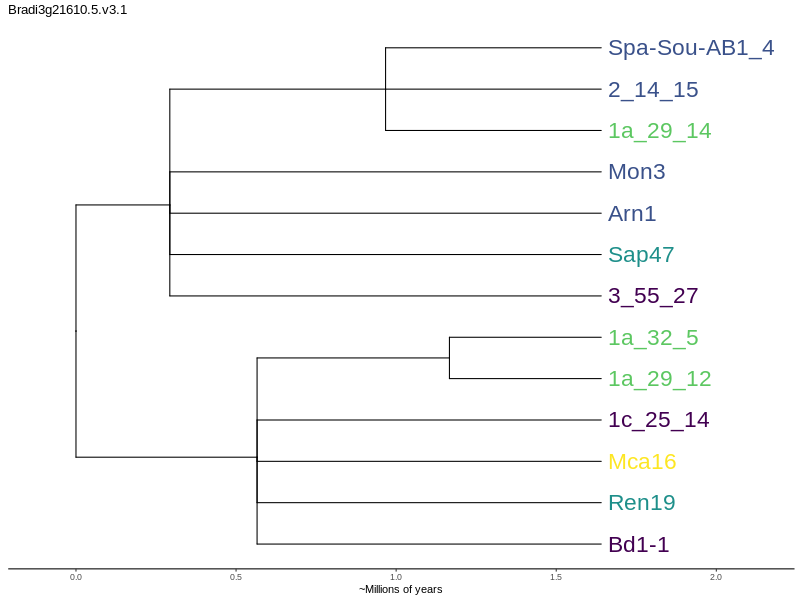 Bradi3g21610.5.v3.1
Spa-Sou-AB1_4
2_14_15
1a_29_14
Mon3
Arn1
Sap47
3_55_27
1a_32_5
1a_29_12
1c_25_14
Mca16
Ren19
Bd1-1
0.0 0.5 1.0 1.5 2.0
~Millions of years